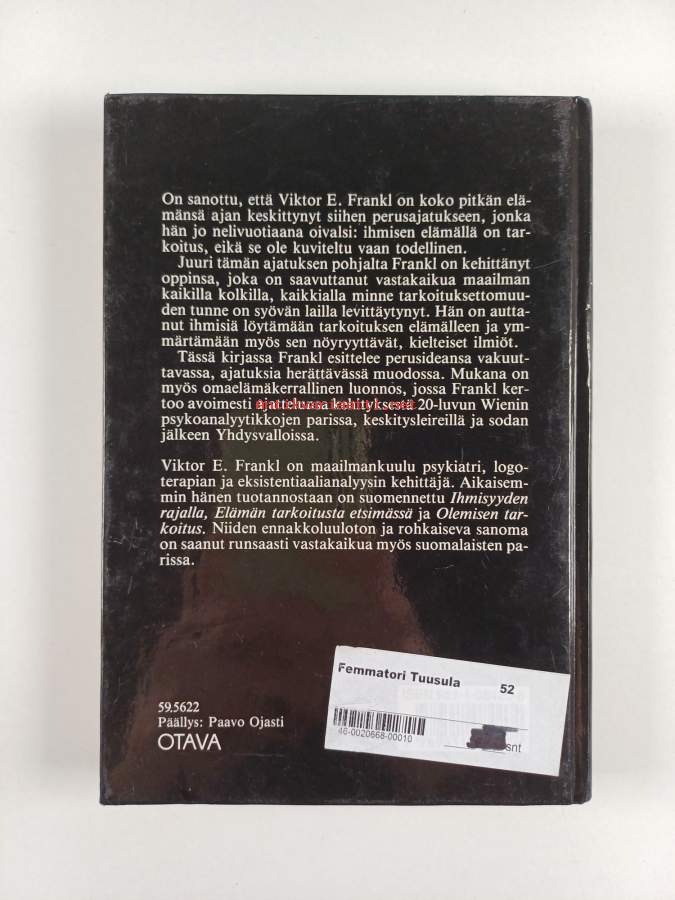 On sanottu, että Viktor E. Frankl on koko pitkän elä-
mänsä ajan keskittynyt siihen perusajatukseen, jonka
hän jo nelivuotiaana oivalsi: ihmisen elämällä on tar-
koitus, eikä se ole kuviteltu vaan todellinen.
Juuri tämän ajatuksen pohjalta Frankl on kehittänyt
oppinsa, joka on saavuttanut vastakaikua maailman
kaikilla kolkilla, kaikkialla minne tarkoituksettomuu-
den tunne on syövän lailla levittäytynyt. Hän on autta-
nut ihmisiä löytämään tarkoituksen elämälleen ja ym-
märtämään myös sen nöyryyttävät, kielteiset ilmiöt.
Tässä kirjassa Frankl esittelee perusideansa vakuut-
tavassa, ajatuksia herättävässä muodossa. Mukana on
myös omaelämäkerrallinen luonnos, jossa Frankl ker-
too avoimesti ajattelunsa kehityksestä 20-luvun Wienin
psykoanalyytikkojen parissa, keskitysleireillä ja sodan
jälkeen Yhdysvalloissa.
Viktor E. Frankl on maailmankuulu psykiatri, logo-
terapian ja eksistentiaalianalyysin kehittäjä. Aikaisem-
min hänen tuotannostaan on suomennettu Ihmisyyden
rajalla, Elämän tarkoitusta etsimässä ja Olemisen tar-
koitus. Niiden ennakkoluuloton ja rohkaiseva sanoma
on saanut runsaasti vastakaikua myös suomalaisten pa-
rissa.
Femmatori Tuusula 52
46-0020668-00010
snt
59.5622
Päällys: Paavo Ojasti
OTAVA